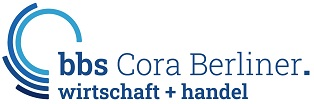 bbs Cora Berliner.
wirtschaft + handel